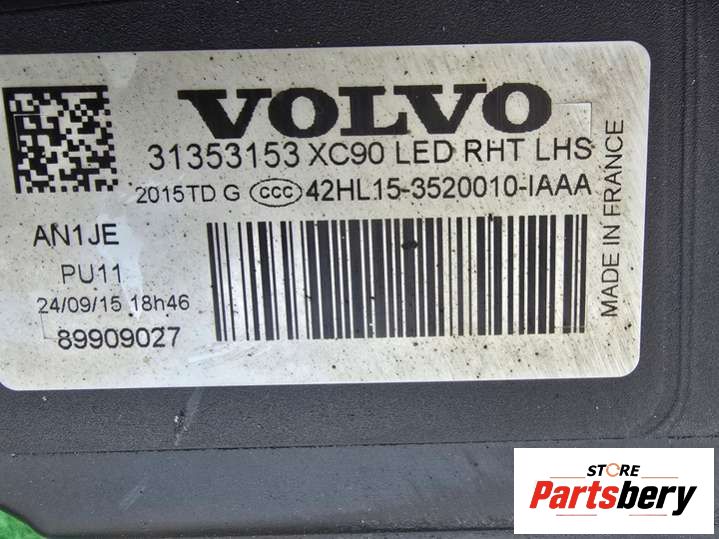 VOLVO
31353153 XC90 LED RHT LHS
2015TD G CCC 42HL15-3520010-IAAA
AN1JE
PU11
24/09/15 18h46
89909027
MADE IN FRANCE
STORE
Partsbery